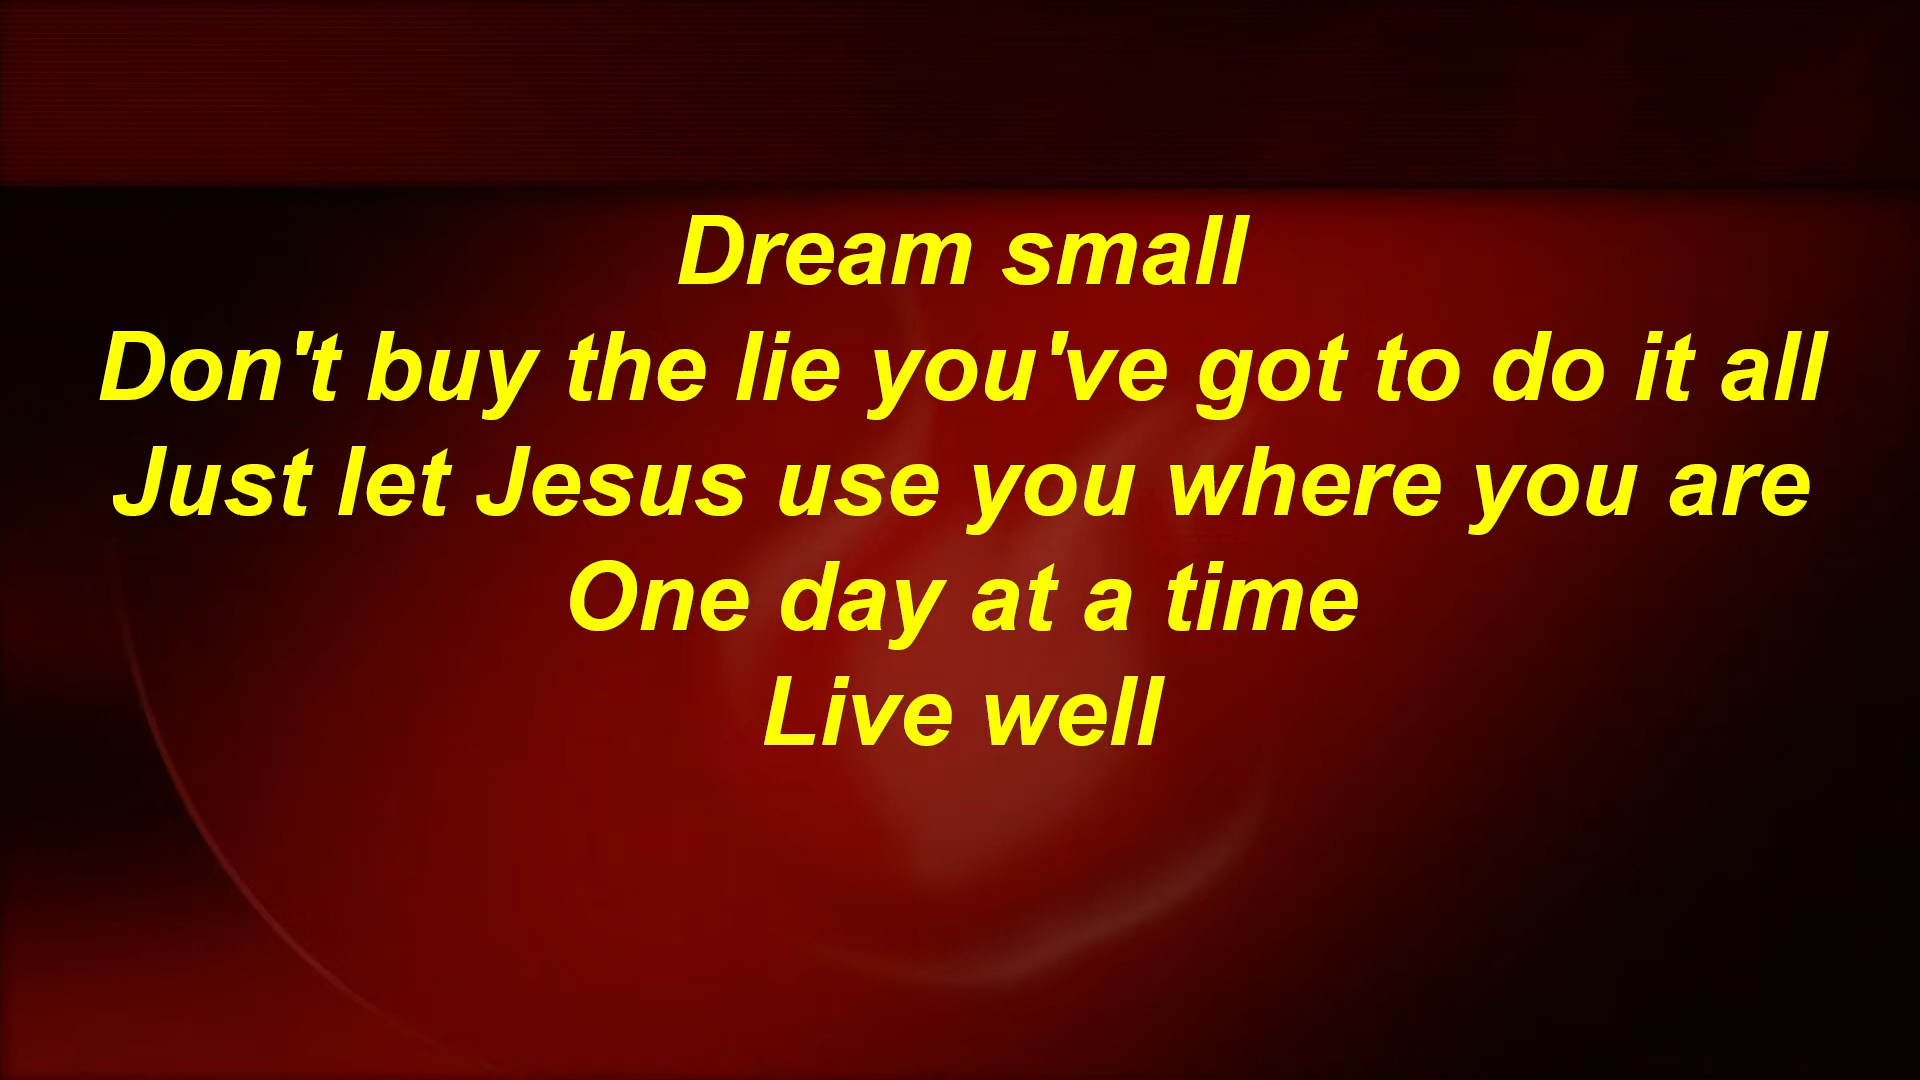 Dream small
Don't buy the lie you've got to do it all
Just let Jesus use you where you are
One day at a time
Live well